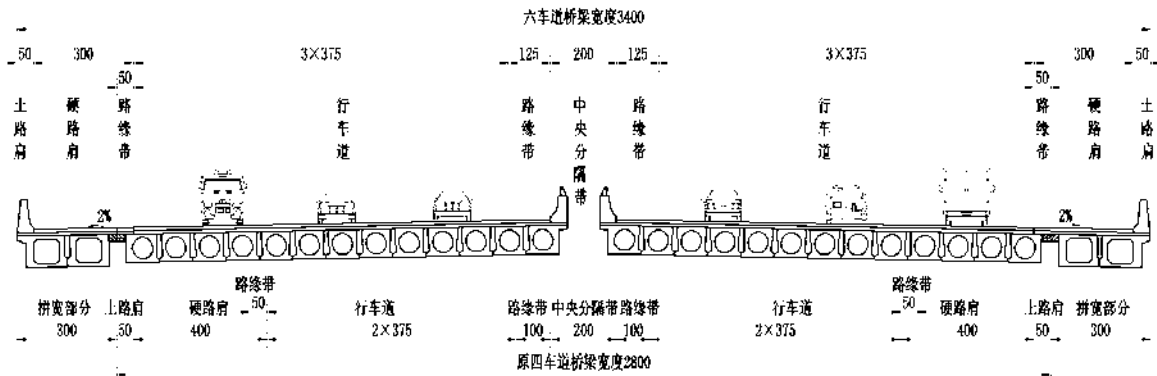 六车道桥梁宽度3400
50 300 3×375 125 200 125 3×375 300 50
50 50
土路肩 硬路肩 路缘带 行车道 路缘带 中央分隔带 路缘带 行车道 路缘带 硬路肩 土路肩
2% 2%
路缘带 路缘带
拼宽部分 上路肩 硬路肩 50 行车道 路缘带 中央分隔带 路缘带 行车道 50 硬路肩 上路肩 拼宽部分
300 50 400 2×375 100 200 100 2×375 400 50 300
原四车道桥梁宽度2800